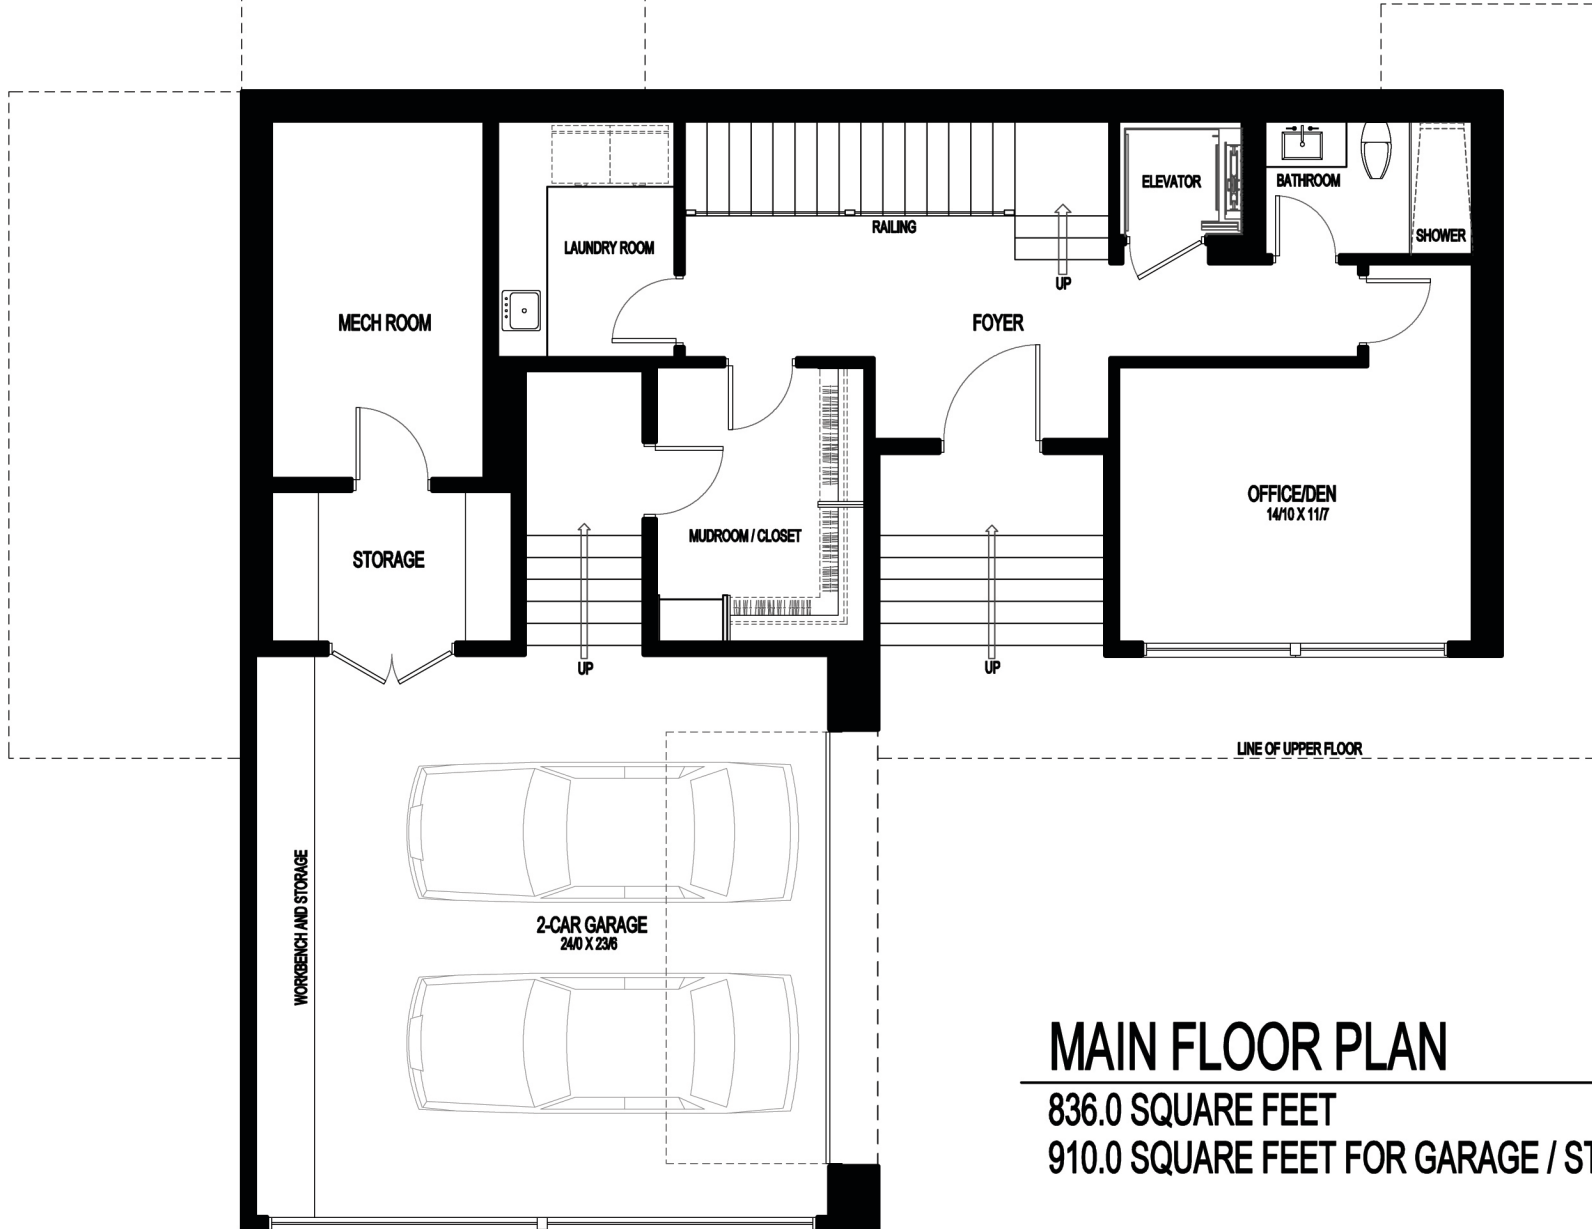 ELEVATOR
BATHROOM
RAILING
SHOWER
LAUNDRY ROOM
UP
MECH ROOM
FOYER
OFFICE/DEN
14/10 X 11/7
MUDROOM / CLOSET
STORAGE
UP
UP
LINE OF UPPER FLOOR
WORKBENCH AND STORAGE
2-CAR GARAGE
24/0 X 23/6
MAIN FLOOR PLAN
836.0 SQUARE FEET
910.0 SQUARE FEET FOR GARAGE / ST